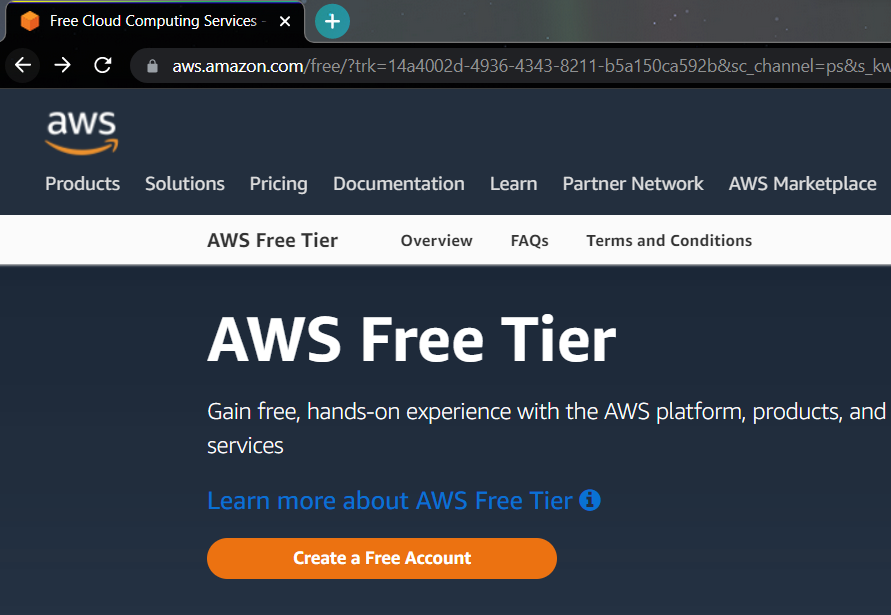 Free Cloud Computing Services -
aws.amazon.com/free/?trk=14a4002d-4936-4343-8211-b5a150ca592b&sc_channel=ps&s_kw
aws
Products Solutions Pricing Documentation Learn Partner Network AWS Marketplace
AWS Free Tier Overview FAQs Terms and Conditions
AWS Free Tier
Gain free, hands-on experience with the AWS platform, products, and
services
Learn more about AWS Free Tier
Create a Free Account